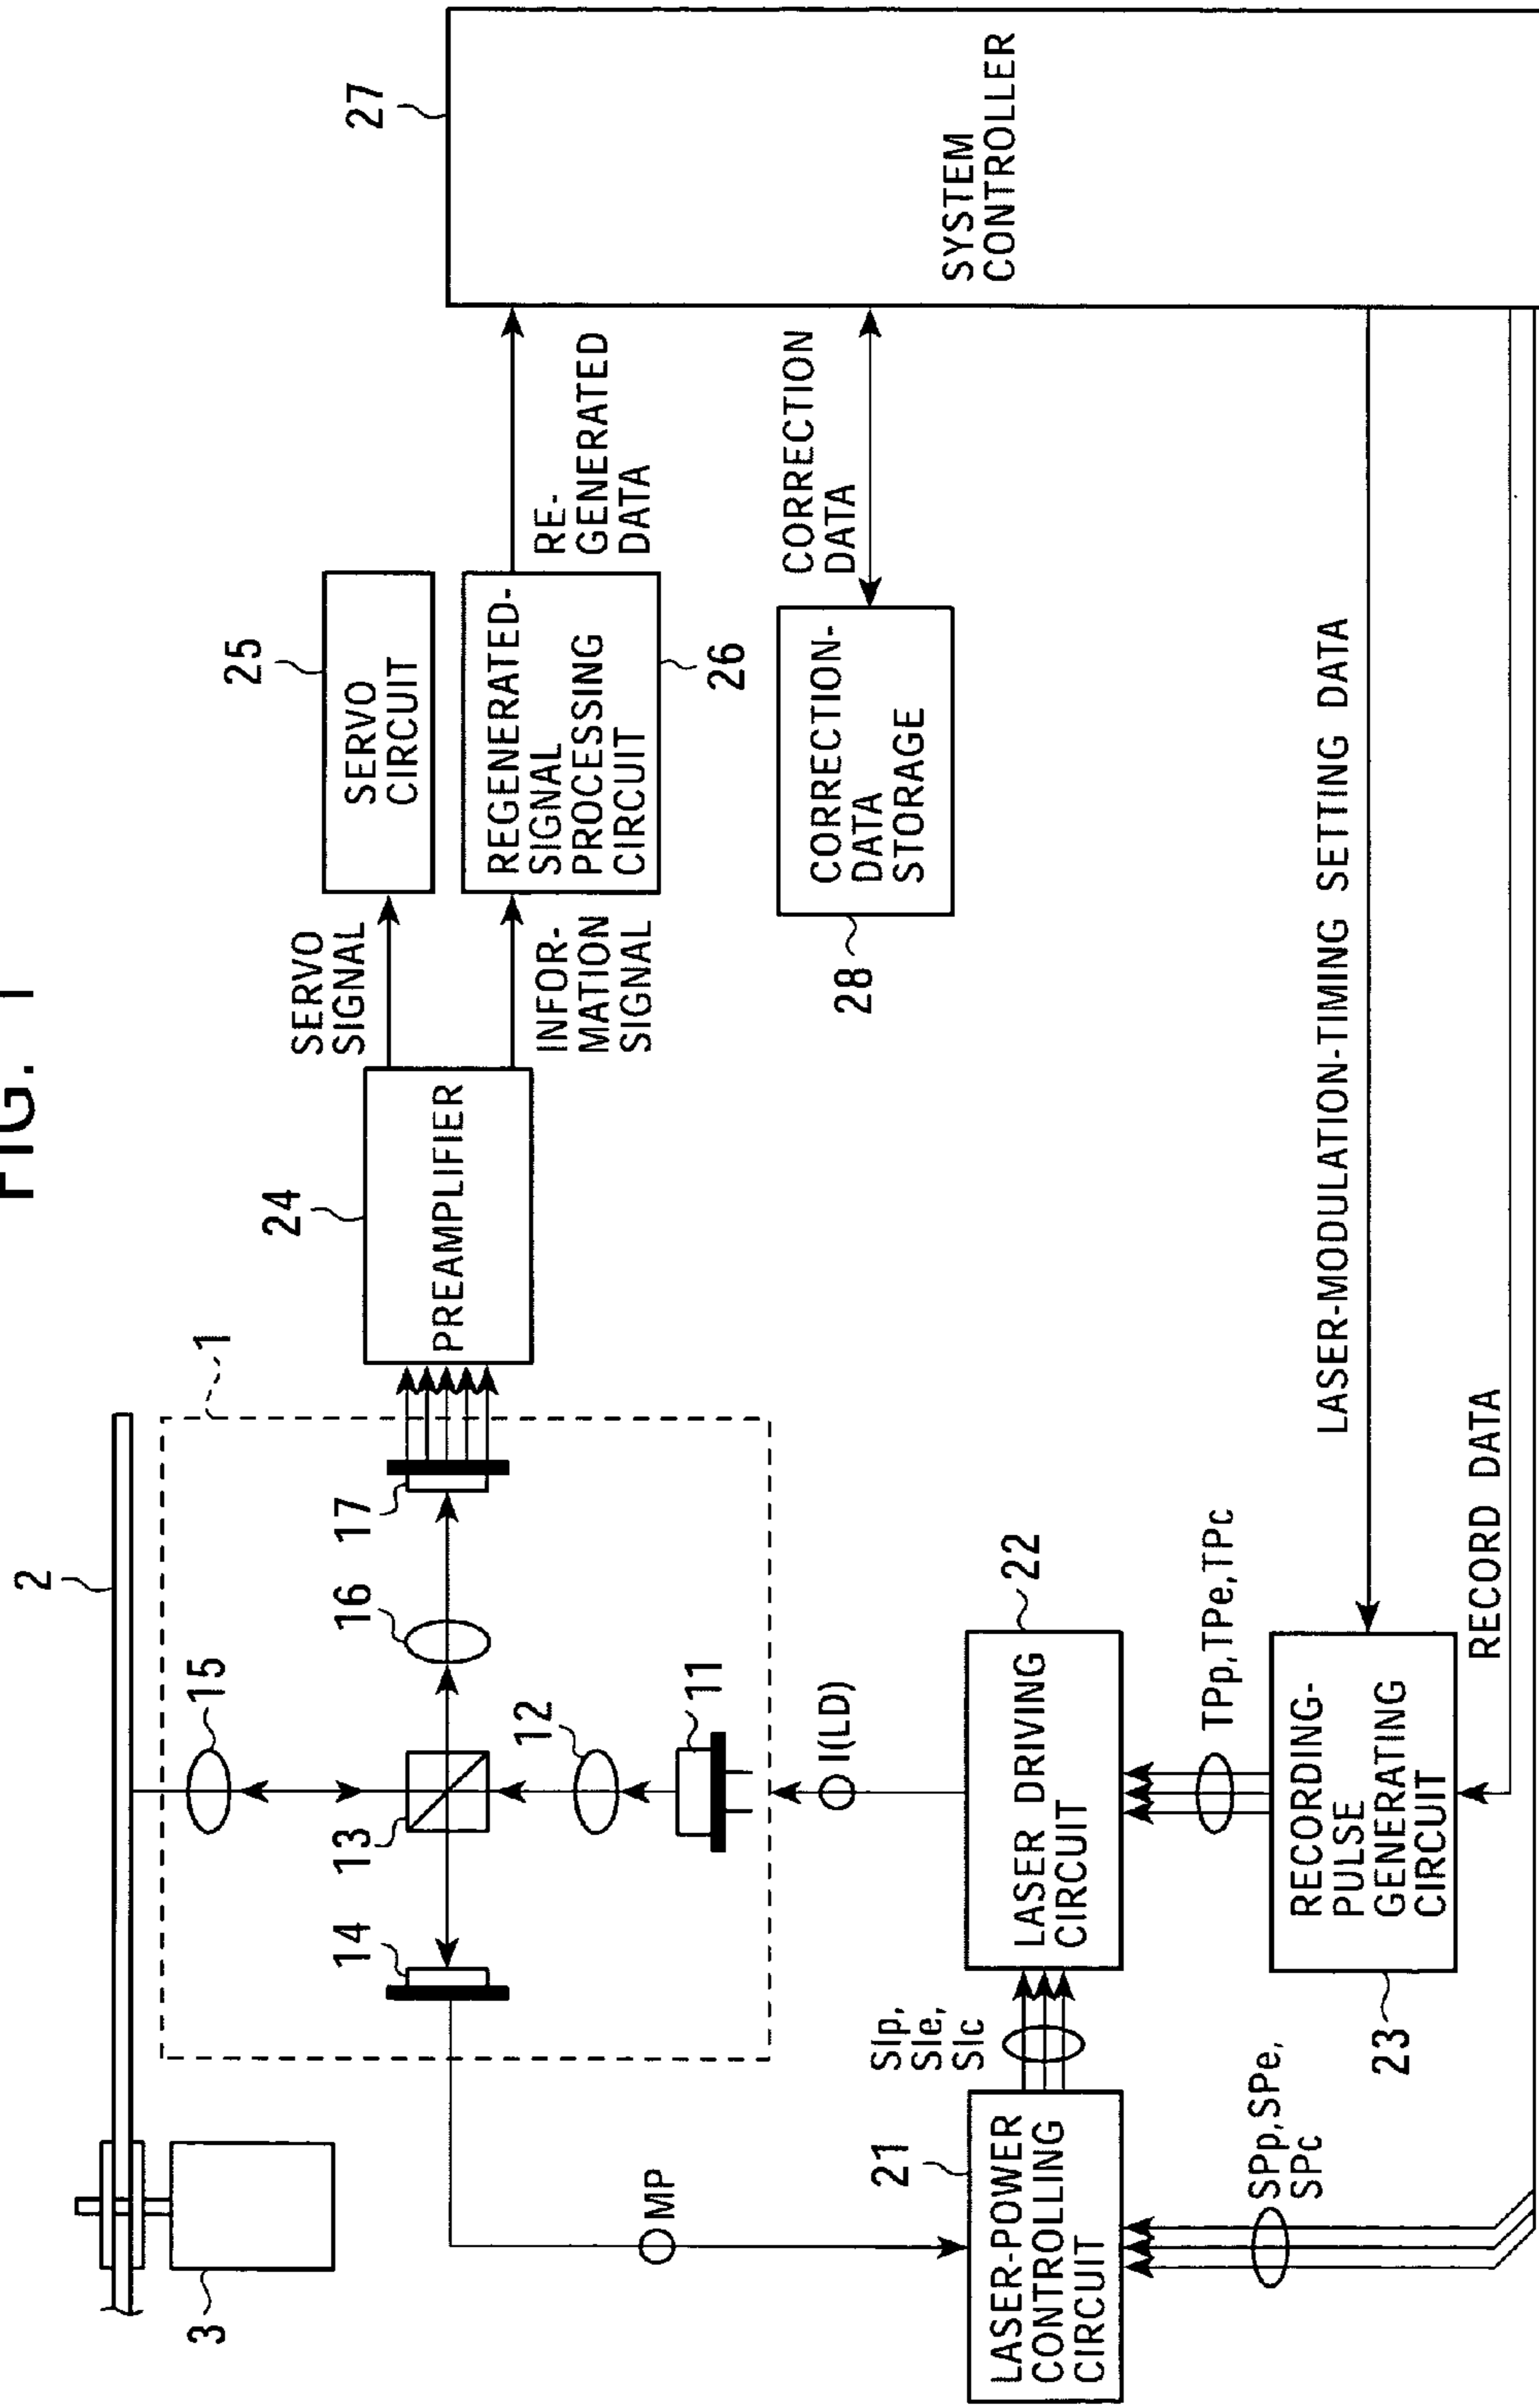 FIG. 1
2
3
1
15
14
13
16
17
12
11
24
PREAMPLIFIER
SERVO
SIGNAL
INFOR-
MATION
SIGNAL
25
SERVO
CIRCUIT
REGENERATED-
SIGNAL
PROCESSING
CIRCUIT
26
RE-
GENERATED
DATA
27
SYSTEM
CONTROLLER
CORRECTION
DATA
CORRECTION-
DATA
STORAGE
28
MP
I(LD)
21
LASER-POWER
CONTROLLING
CIRCUIT
SIp,
SIe,
SIc
22
LASER DRIVING
CIRCUIT
TPp,TPe,TPc
SPp,SPe,
SPc
23
RECORDING-
PULSE
GENERATING
CIRCUIT
LASER-MODULATION-TIMING SETTING DATA
RECORD DATA